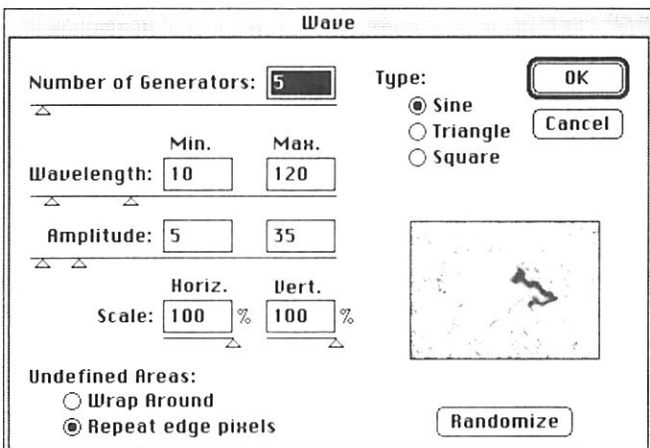 Wave
Number of Generators: 5
Min. Max.
Wavelength: 10 120
Amplitude: 5 35
Horiz. Vert.
Scale: 100 % 100 %
Undefined Areas:
Wrap Around
Repeat edge pixels
Type:
Sine
Triangle
Square
OK
Cancel
Randomize